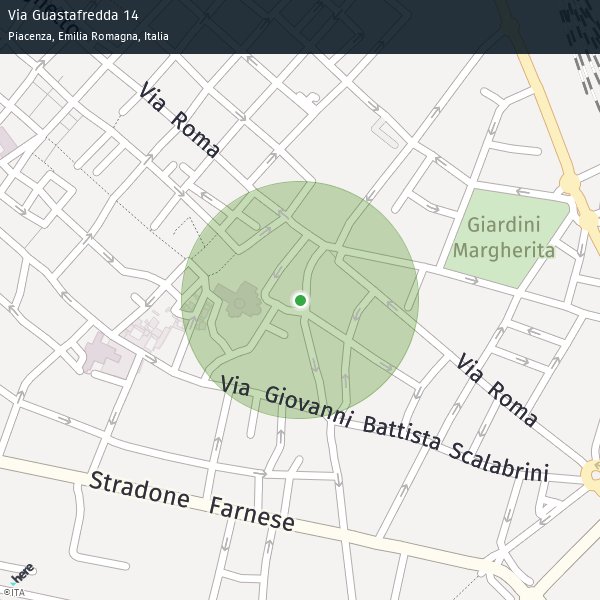 Via Guastafredda 14
Piacenza, Emilia Romagna, Italia
Via Roma
Giardini
Margherita
Via Roma
Via Giovanni Battista Scalabrini
Stradone Farnese
here
©ITA